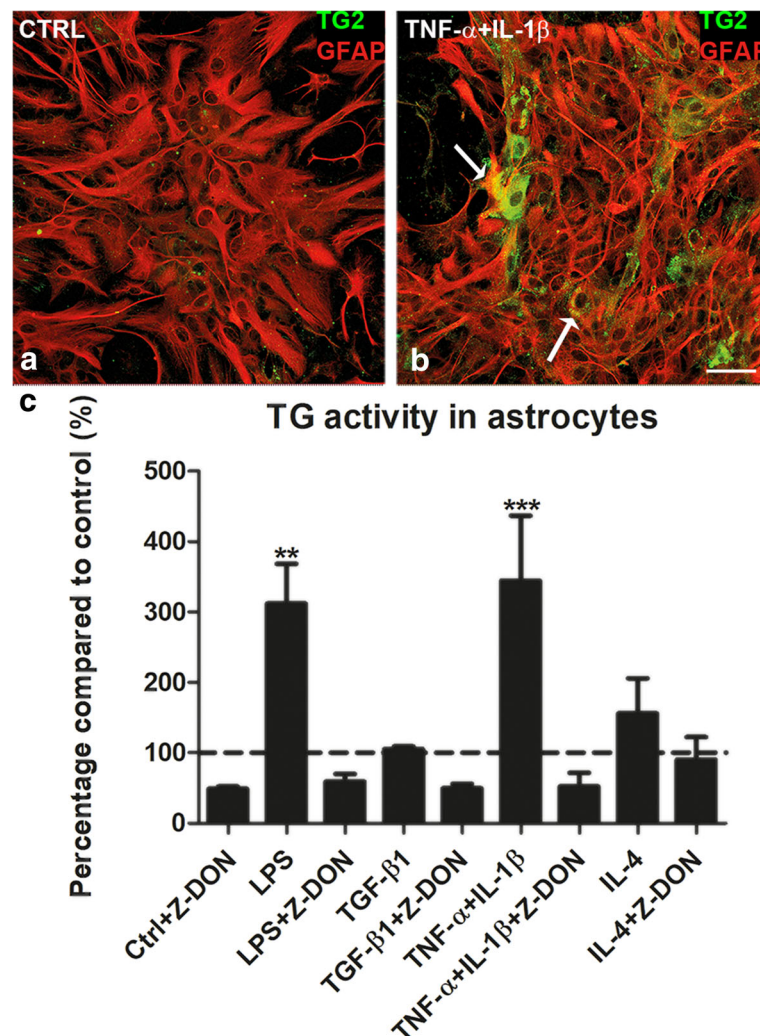 CTRL TG2
GFAP
a
TNF-α+IL-1β TG2
GFAP
b
c
TG activity in astrocytes
Percentage compared to control (%)
500
400
300
200
100
0
**
***
Ctrl+Z-DON
LPS
LPS+Z-DON
TGF-β1
TGF-β1+Z-DON
TNF-α+IL-1β
TNF-α+IL-1β+Z-DON
IL-4
IL-4+Z-DON